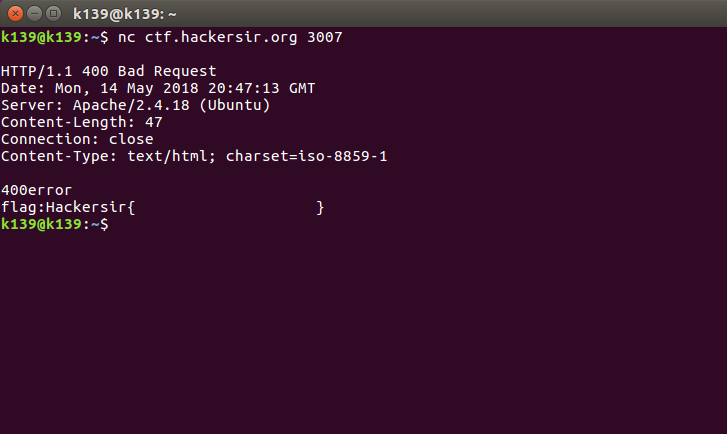 k139@k139: ~
k139@k139:~$ nc ctf.hackersir.org 3007
HTTP/1.1 400 Bad Request
Date: Mon, 14 May 2018 20:47:13 GMT
Server: Apache/2.4.18 (Ubuntu)
Content-Length: 47
Connection: close
Content-Type: text/html; charset=iso-8859-1
400error
flag:Hackersir{                    }
k139@k139:~$